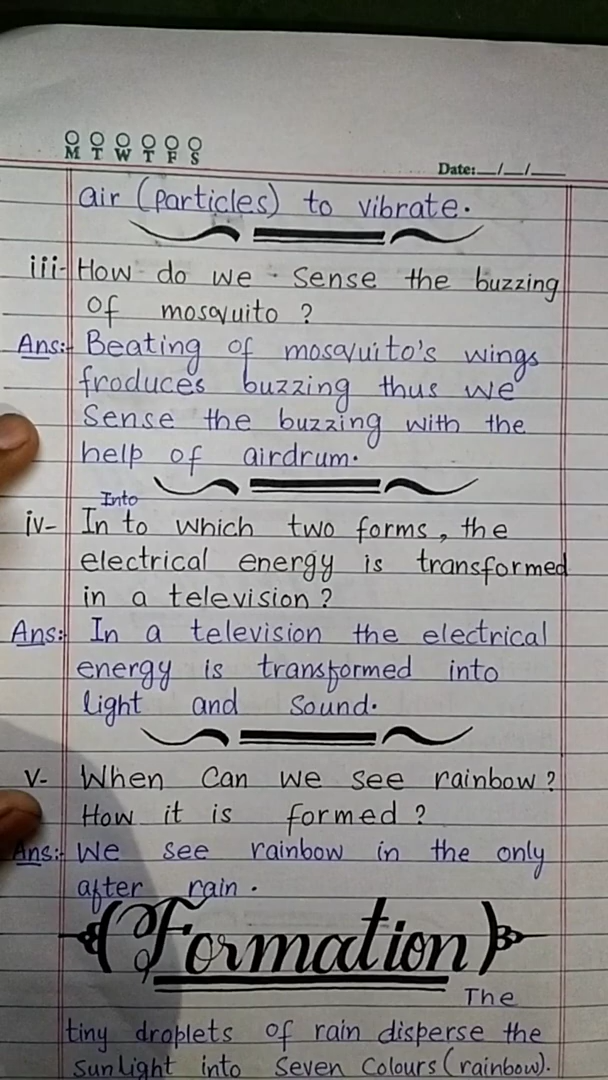 M T W T F S
Date: __/__/____
air (particles) to vibrate.
iii- How do we sense the buzzing
of mosquito ?
Ans:- Beating of mosquito's wings
froduces buzzing thus we
Sense the buzzing with the
help of airdrum.
Into
iv- In to which two forms, the
electrical energy is transformed
in a television ?
Ans:- In a television the electrical
energy is transformed into
light and sound.
v- When Can we see rainbow ?
How it is formed ?
Ans:- We see rainbow in the only
after rain.
(Formation)
The
tiny droplets of rain disperse the
sunlight into Seven Colours (rainbow).